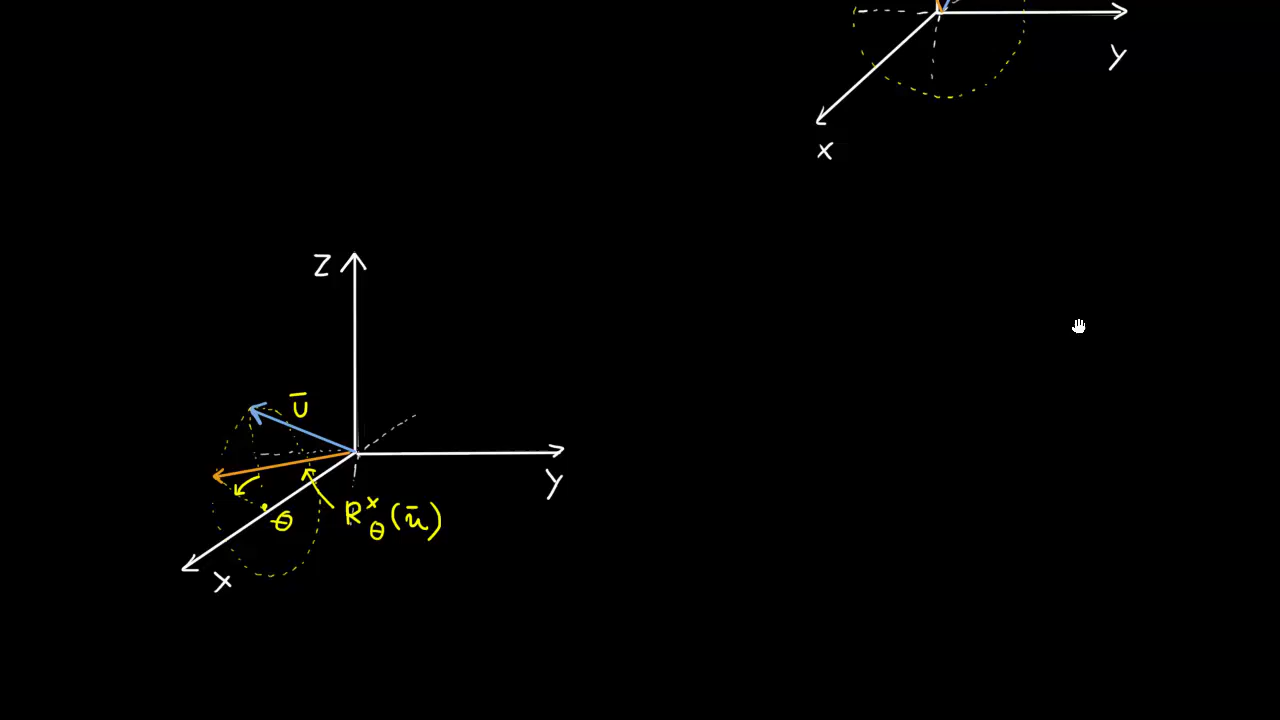 y
x
z
ū
y
θ
R^x_θ(ū)
x